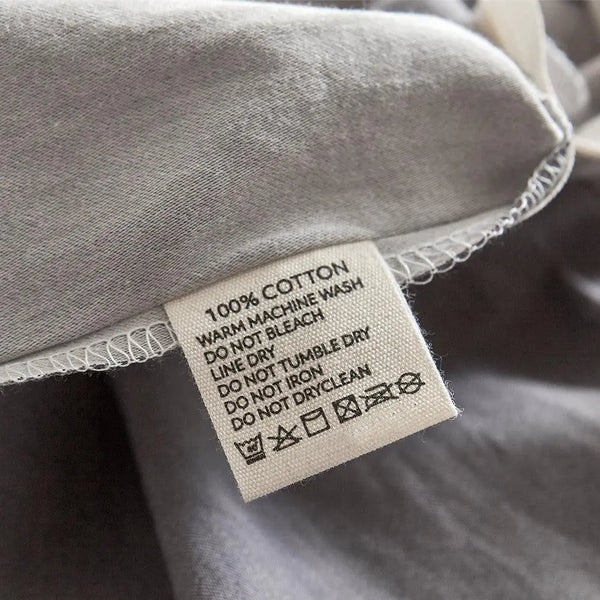 100% COTTON
WARM MACHINE WASH
DO NOT BLEACH
LINE DRY
DO NOT TUMBLE DRY
DO NOT IRON
DO NOT DRYCLEAN